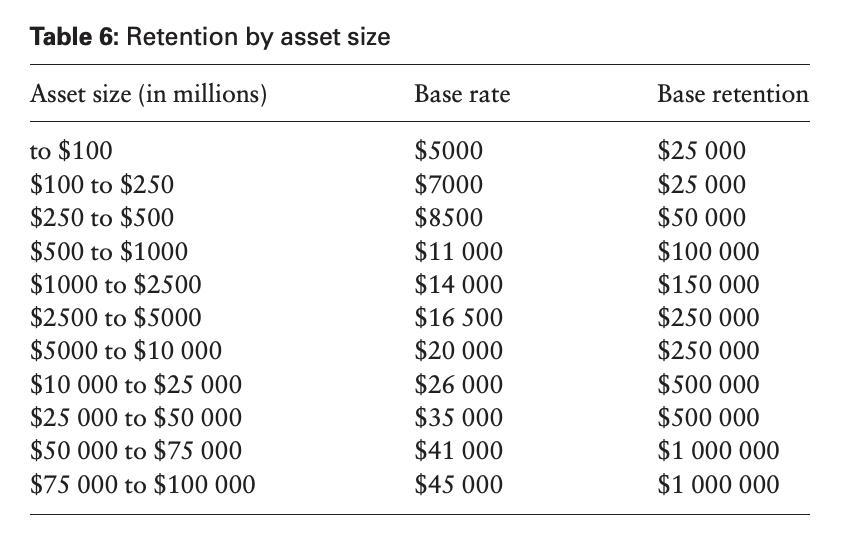 Table 6: Retention by asset size
Asset size (in millions) Base rate Base retention
to $100 $5000 $25 000
$100 to $250 $7000 $25 000
$250 to $500 $8500 $50 000
$500 to $1000 $11 000 $100 000
$1000 to $2500 $14 000 $150 000
$2500 to $5000 $16 500 $250 000
$5000 to $10 000 $20 000 $250 000
$10 000 to $25 000 $26 000 $500 000
$25 000 to $50 000 $35 000 $500 000
$50 000 to $75 000 $41 000 $1 000 000
$75 000 to $100 000 $45 000 $1 000 000